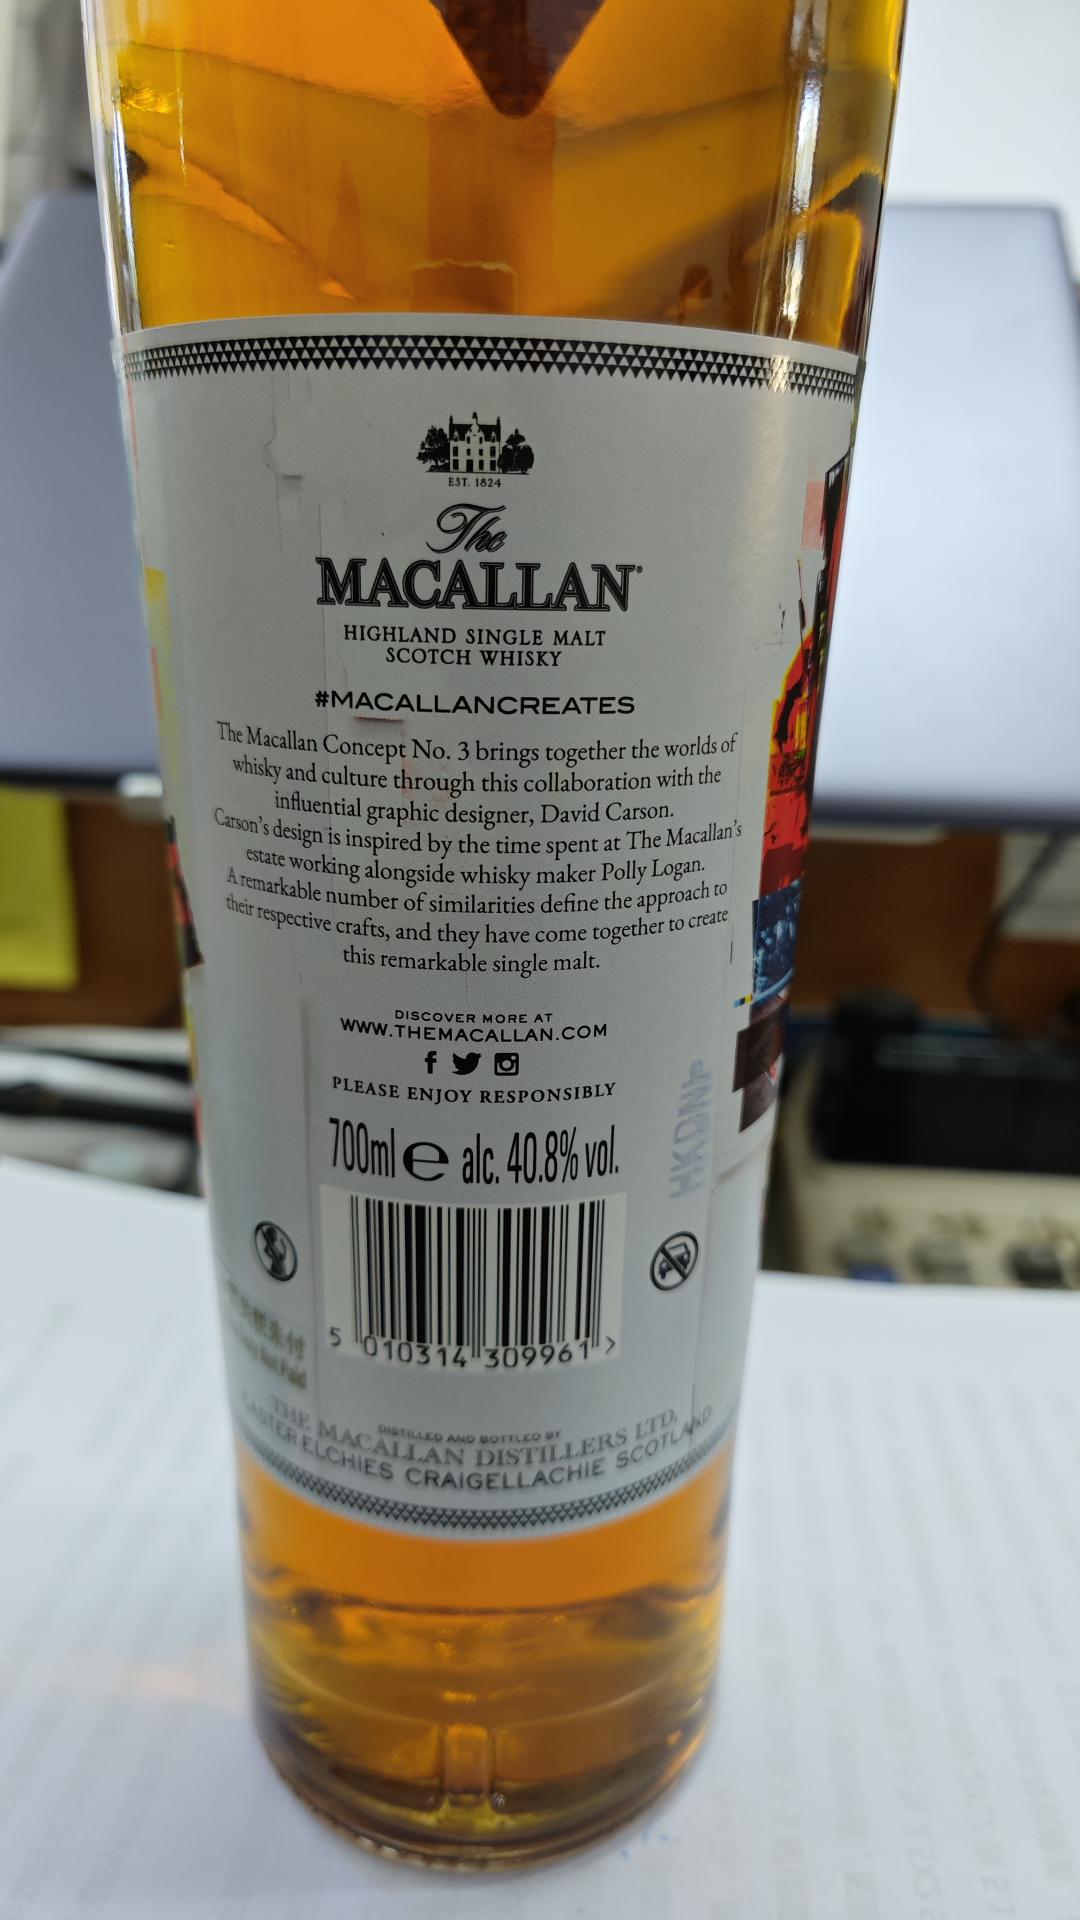 EST. 1824
The
MACALLAN
HIGHLAND SINGLE MALT
SCOTCH WHISKY
#MACALLANCREATES
The Macallan Concept No. 3 brings together the worlds of
whisky and culture through this collaboration with the
influential graphic designer, David Carson.
Carson's design is inspired by the time spent at The Macallan's
estate working alongside whisky maker Polly Logan.
A remarkable number of similarities define the approach to
their respective crafts, and they have come together to create
this remarkable single malt.
DISCOVER MORE AT
WWW.THEMACALLAN.COM
PLEASE ENJOY RESPONSIBLY
700ml e alc. 40.8% vol.
HKDNP
5 010314 309961 >
Not Paid
DISTILLED AND BOTTLED BY
THE MACALLAN DISTILLERS LTD,
EASTER ELCHIES CRAIGELLACHIE SCOTLAND